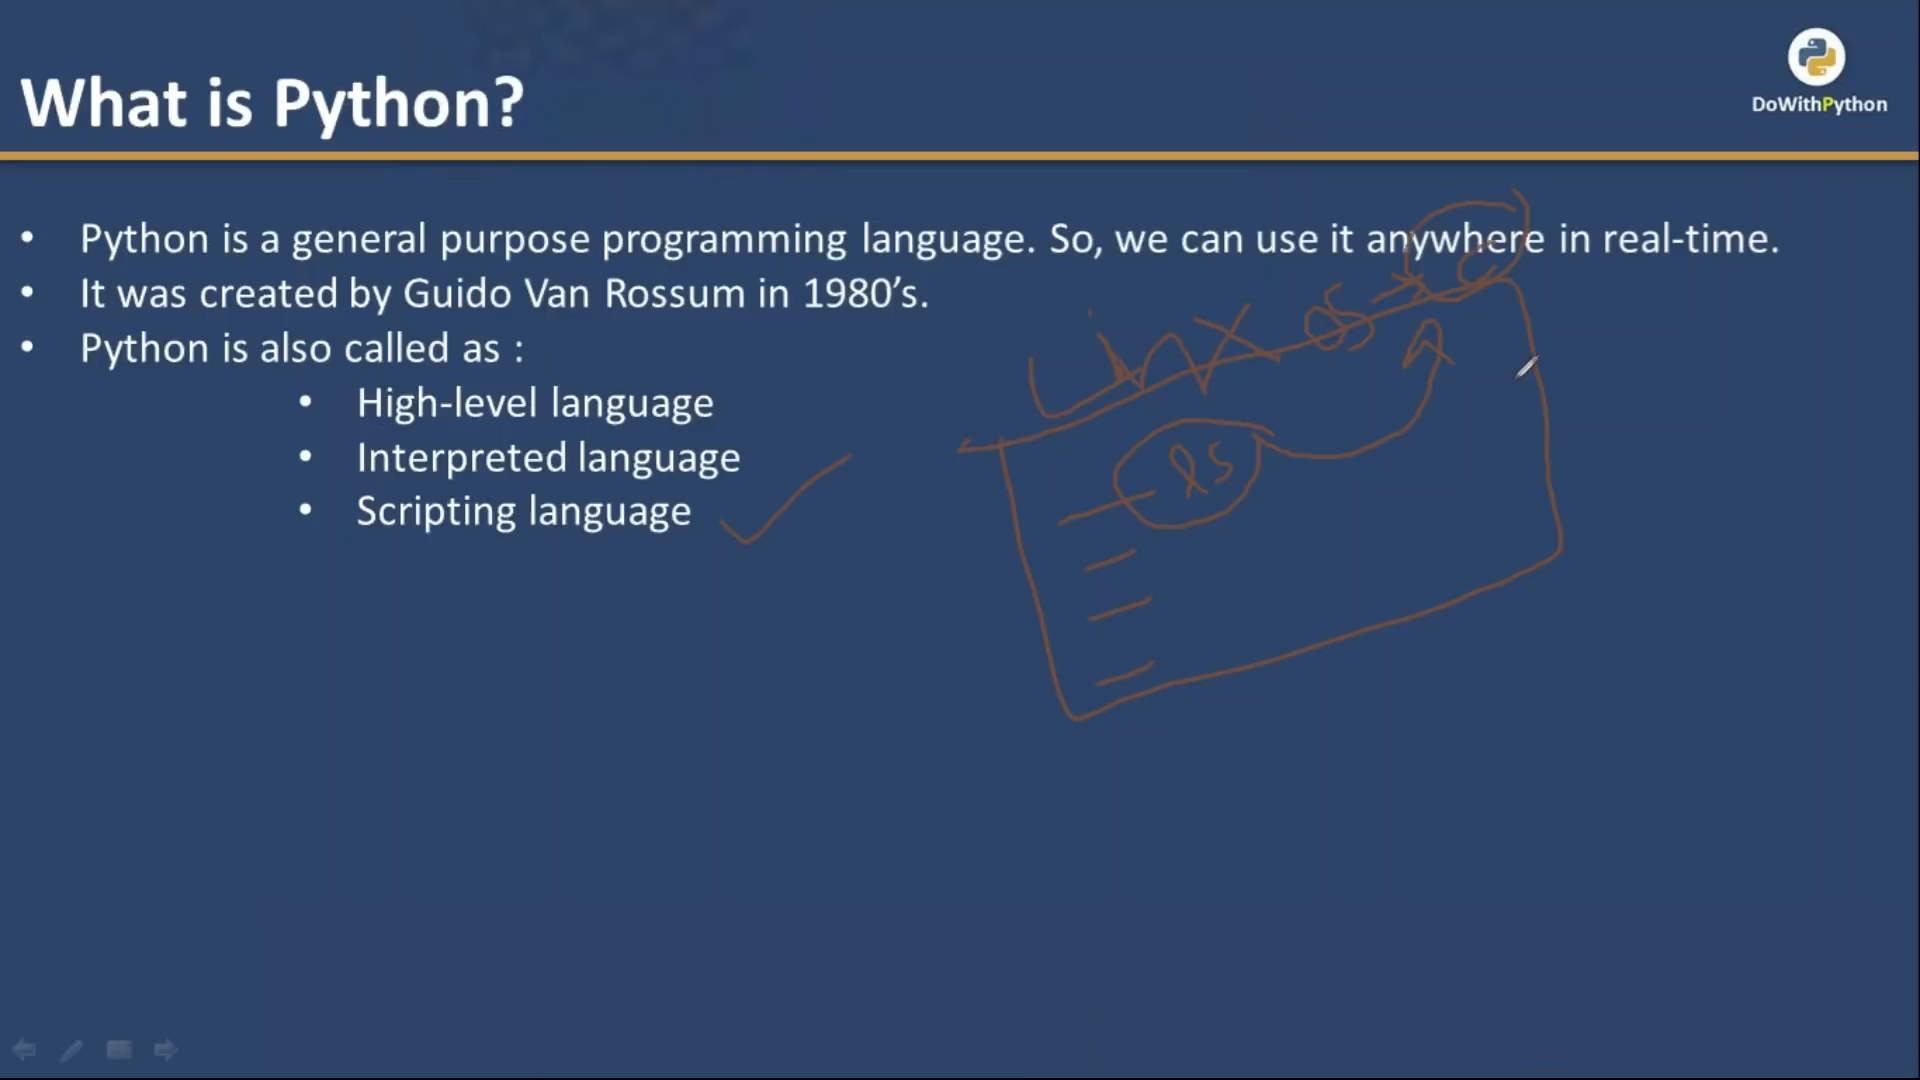 What is Python?
DoWithPython
• Python is a general purpose programming language. So, we can use it anywhere in real-time.
• It was created by Guido Van Rossum in 1980’s.
• Python is also called as :
• High-level language
• Interpreted language
• Scripting language
OS
C
ls